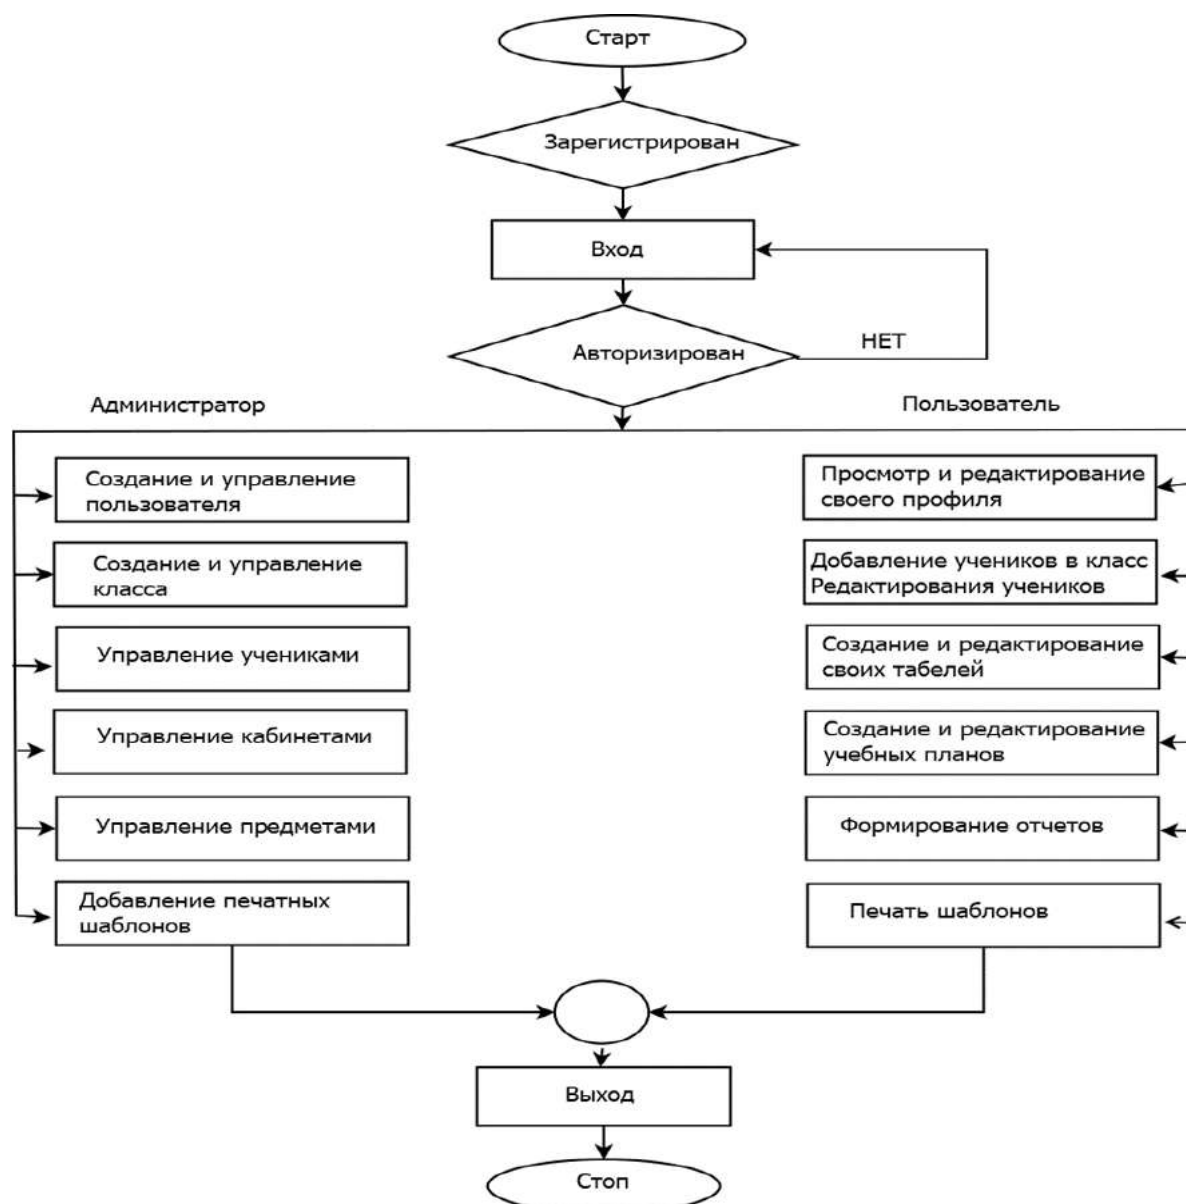 Старт
Зарегистрирован
Вход
Авторизирован
НЕТ
Администратор
Пользователь
Создание и управление
пользователя
Создание и управление
класса
Управление учениками
Управление кабинетами
Управление предметами
Добавление печатных
шаблонов
Просмотр и редактирование
своего профиля
Добавление учеников в класс
Редактирования учеников
Создание и редактирование
своих табелей
Создание и редактирование
учебных планов
Формирование отчетов
Печать шаблонов
Выход
Стоп